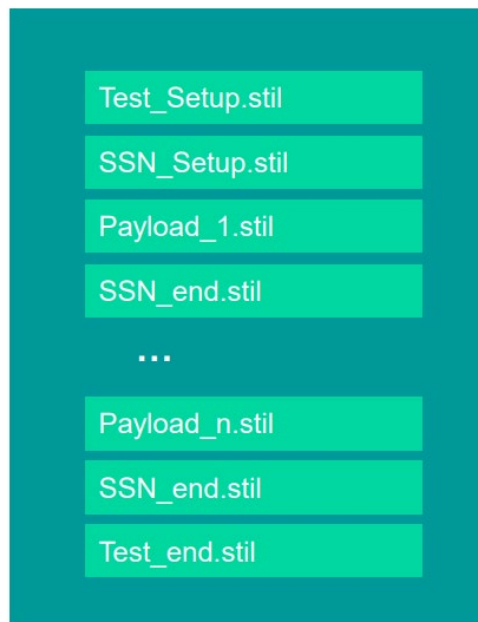 Test_Setup.stil
SSN_Setup.stil
Payload_1.stil
SSN_end.stil
...
Payload_n.stil
SSN_end.stil
Test_end.stil